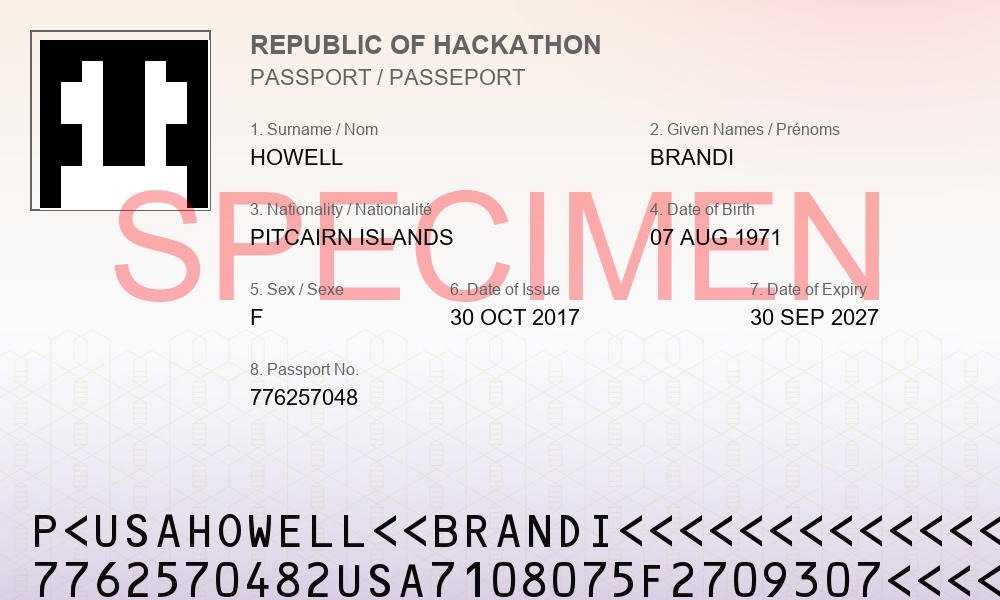 REPUBLIC OF HACKATHON
PASSPORT / PASSEPORT
1. Surname / Nom
HOWELL
2. Given Names / Prénoms
BRANDI
SPECIMEN
3. Nationality / Nationalité
PITCAIRN ISLANDS
4. Date of Birth
07 AUG 1971
5. Sex / Sexe
F
6. Date of Issue
30 OCT 2017
7. Date of Expiry
30 SEP 2027
8. Passport No.
776257048
P<USAHOWELL<<BRANDI<<<<<<<<<<<<<
7762570482USA7108075F2709307<<<<